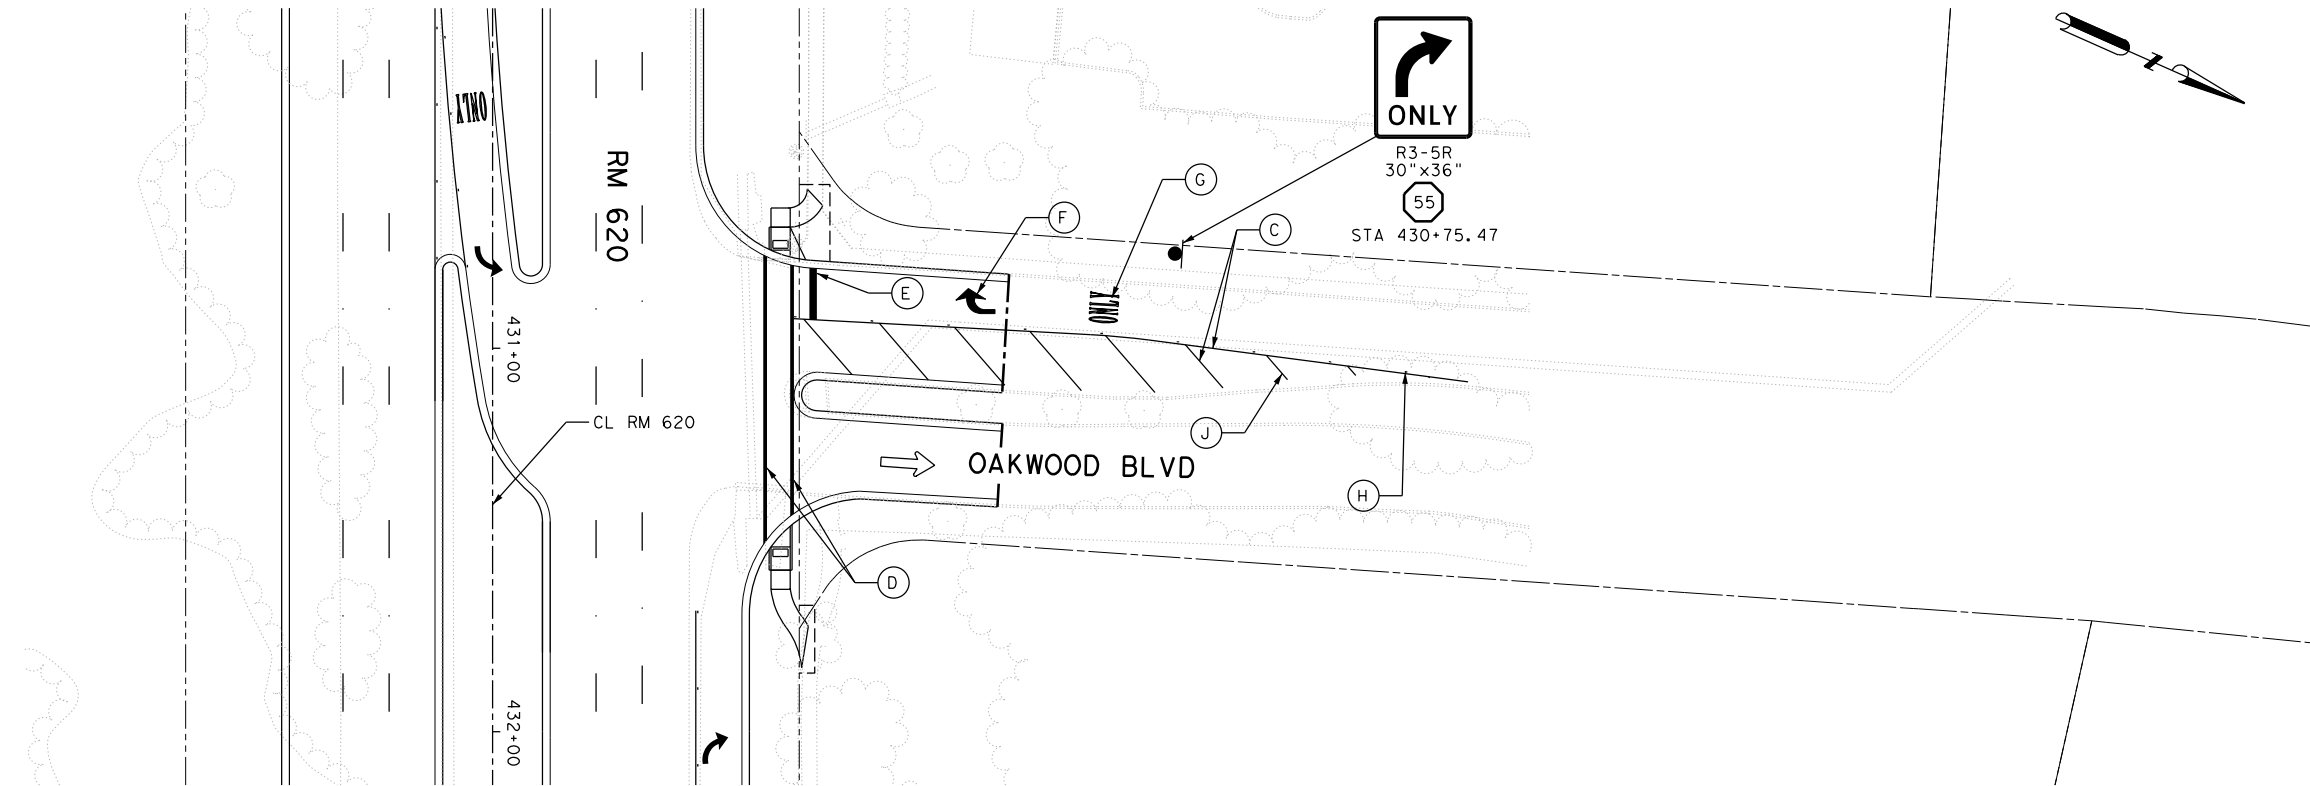 ONLY
RM 620
431+00
432+00
CL RM 620
ONLY
R3-5R
30"x36"
55
STA 430+75.47
G
F
C
E
ONLY
J
H
D
OAKWOOD BLVD
N